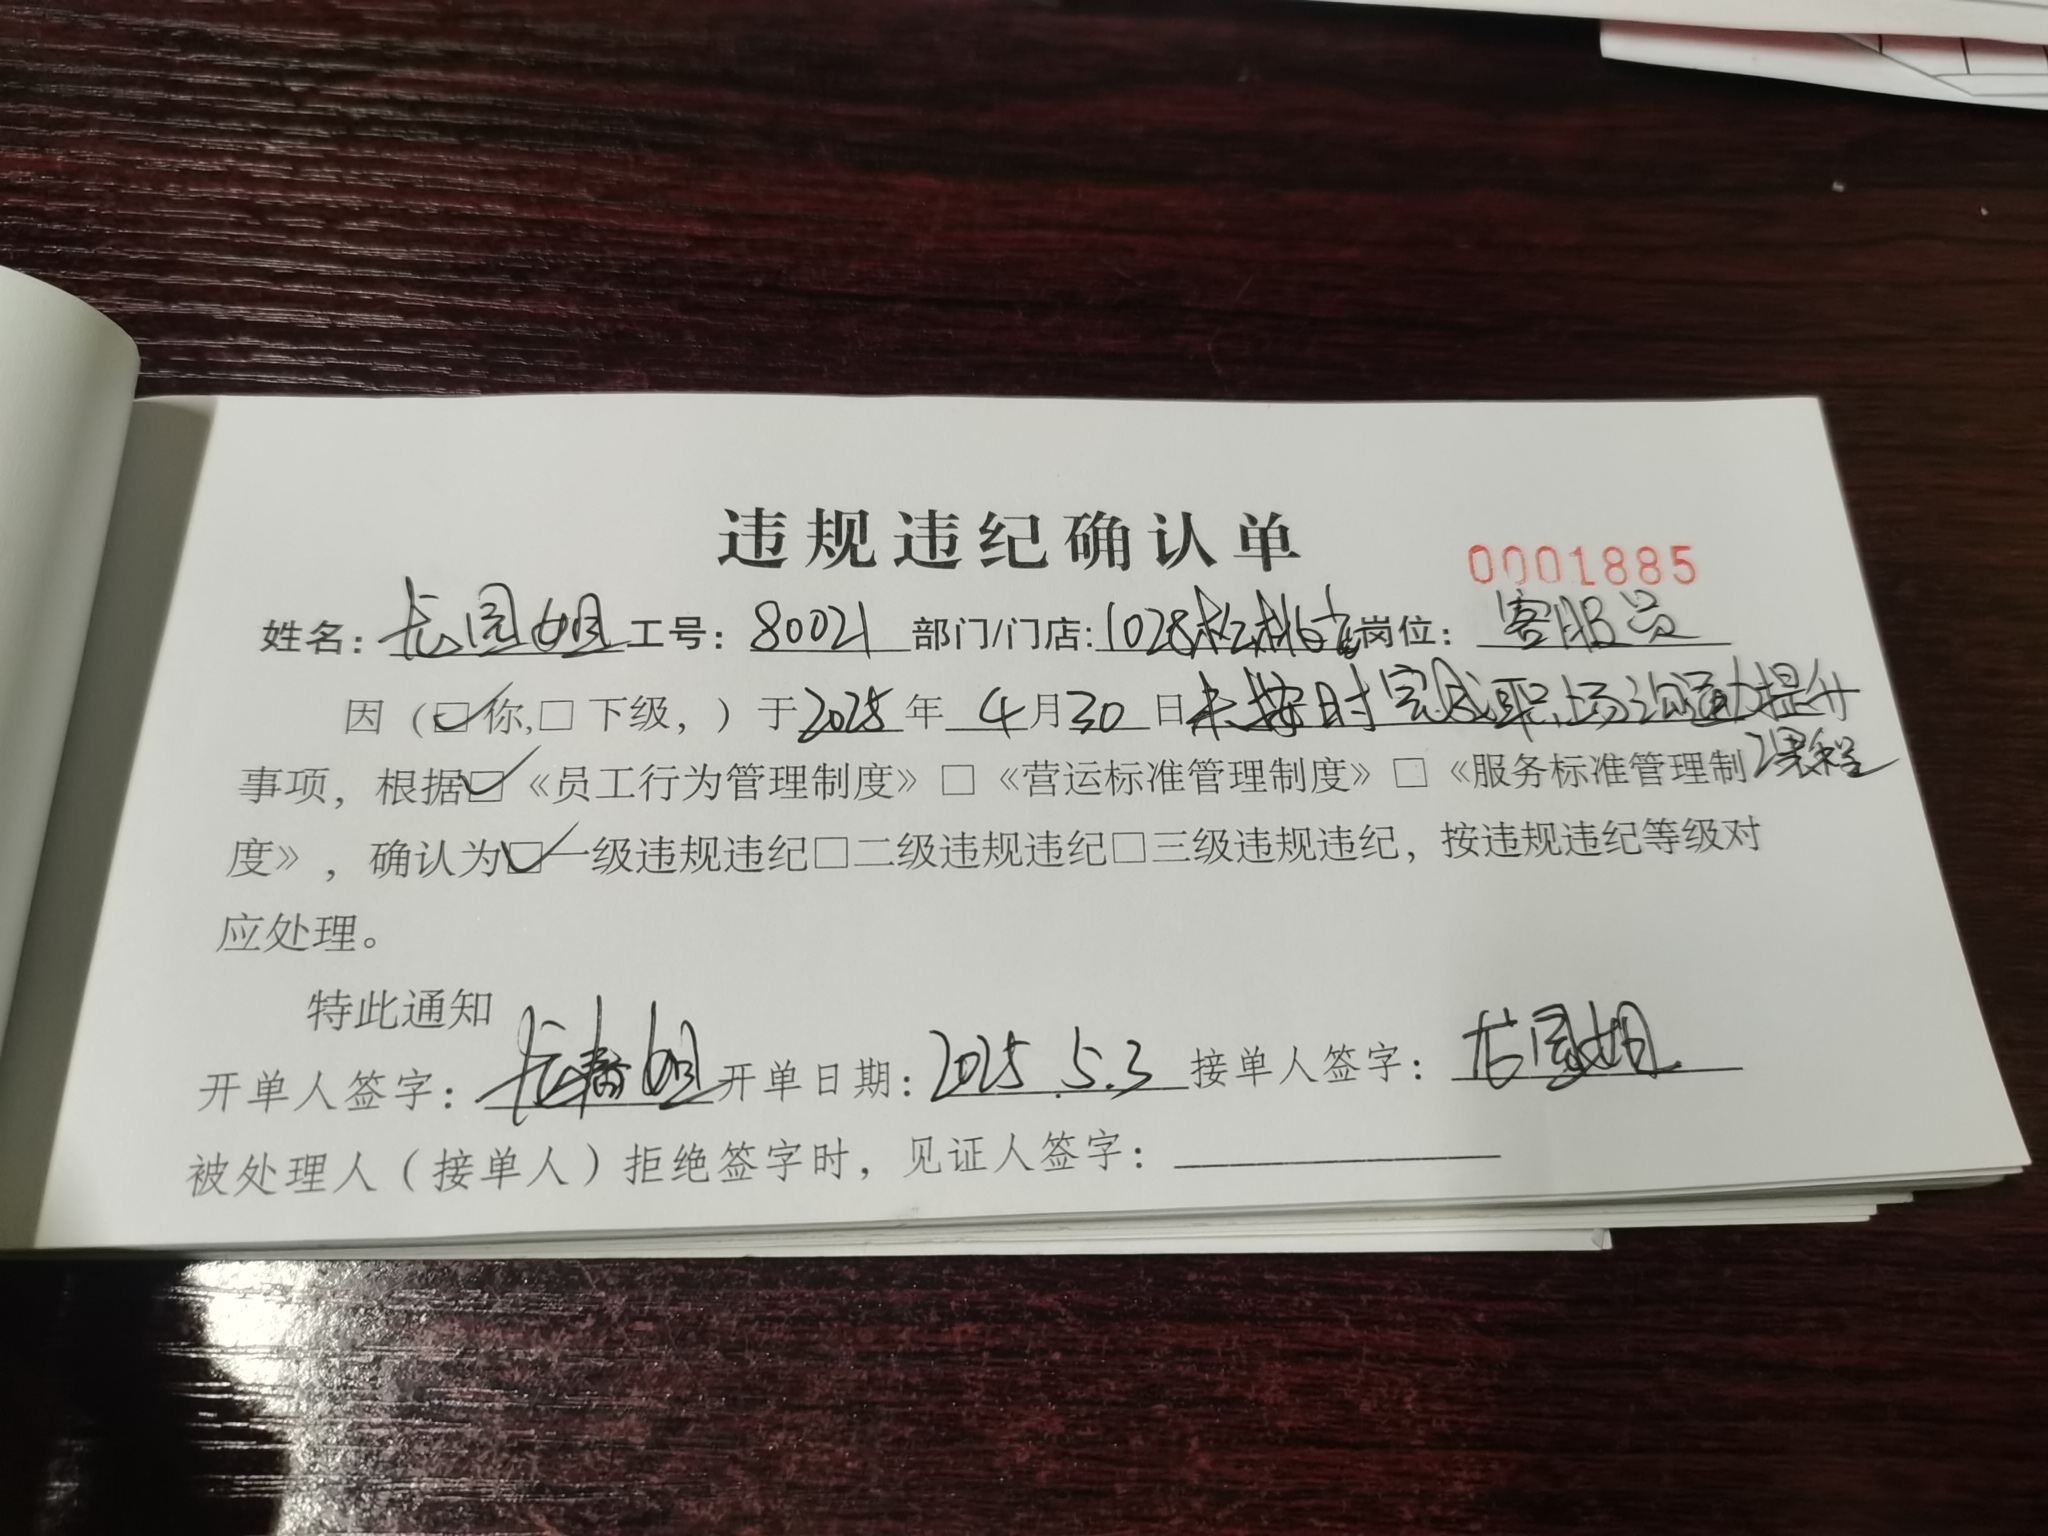 违规违纪确认单
0001885
姓名： 工号：80021 部门/门店：1028 岗位：客服员
因（☑你，□下级，）于2025年4月30日未按时完成职场沟通力提升
课程
事项，根据☑《员工行为管理制度》□《营运标准管理制度》□《服务标准管理制
度》，确认为☑一级违规违纪□二级违规违纪□三级违规违纪，按违规违纪等级对
应处理。
特此通知
开单人签字： 开单日期：2025.5.3 接单人签字：
被处理人（接单人）拒绝签字时，见证人签字：